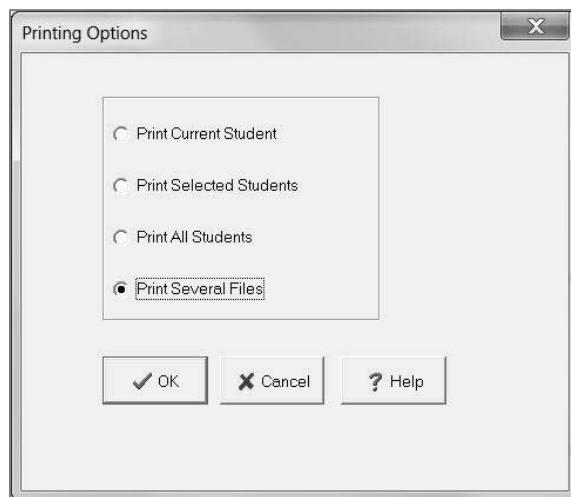 Printing Options
Print Current Student
Print Selected Students
Print All Students
Print Several Files
OK Cancel ? Help